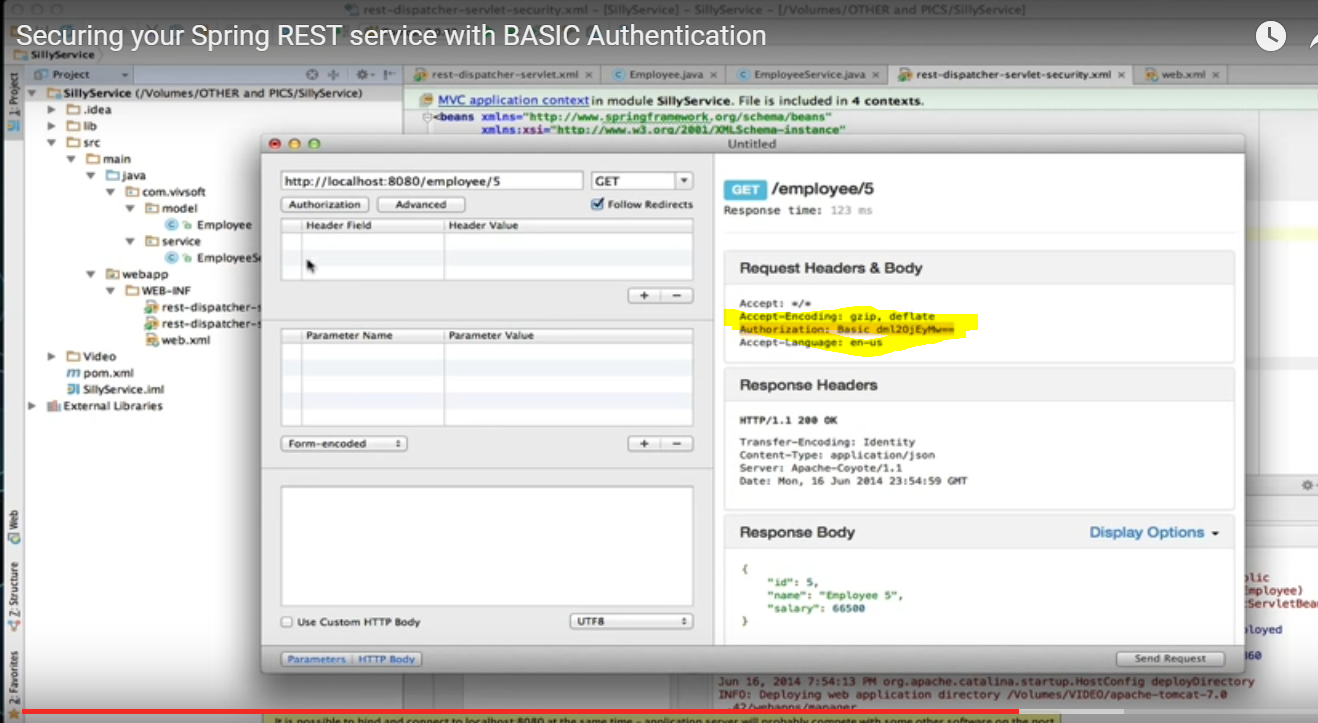 rest-dispatcher-servlet-security.xml - [SillyService] - SillyService - [/Volumes/OTHER and PICS/SillyService]
Securing your Spring REST service with BASIC Authentication
SillyService
Project
rest-dispatcher-servlet.xml
Employee.java
EmployeeService.java
rest-dispatcher-servlet-security.xml
web.xml
1: Project
SillyService (/Volumes/OTHER and PICS/SillyService)
.idea
lib
src
main
java
com.vivsoft
model
Employee
service
EmployeeSe
webapp
WEB-INF
rest-dispatcher-s
rest-dispatcher-s
web.xml
Video
pom.xml
SillyService.iml
External Libraries
Web
Z: Structure
2: Favorites
MVC application context in module SillyService. File is included in 4 contexts.
<beans xmlns="http://www.springframework.org/schema/beans"
xmlns:xsi="http://www.w3.org/2001/XMLSchema-instance"
Untitled
http://localhost:8080/employee/5
GET
Authorization
Advanced
Follow Redirects
Header Field
Header Value
+ −
Parameter Name
Parameter Value
Form-encoded
+ −
Use Custom HTTP Body
UTF8
Parameters
HTTP Body
GET /employee/5
Response time: 123 ms
Request Headers & Body
Accept: */*
Accept-Encoding: gzip, deflate
Authorization: Basic dml2OjEyMw==
Accept-Language: en-us
Response Headers
HTTP/1.1 200 OK
Transfer-Encoding: Identity
Content-Type: application/json
Server: Apache-Coyote/1.1
Date: Mon, 16 Jun 2014 23:54:59 GMT
Response Body
Display Options
{
"id": 5,
"name": "Employee 5",
"salary": 66500
}
Send Request
Jun 16, 2014 7:54:13 PM org.apache.catalina.startup.HostConfig deployDirectory
INFO: Deploying web application directory /Volumes/VIDEO/apache-tomcat-7.0
.42/webapps/manager
It is possible to bind and connect to localhost:8080 at the same time - application server will probably compete with some other software on the port